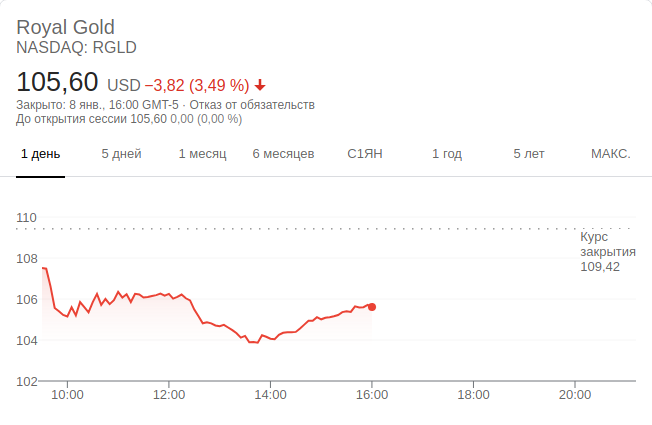 Royal Gold
NASDAQ: RGLD
105,60 USD −3,82 (3,49 %)
Закрыто: 8 янв., 16:00 GMT-5 · Отказ от обязательств
До открытия сессии 105,60 0,00 (0,00 %)
1 день 5 дней 1 месяц 6 месяцев С1ЯН 1 год 5 лет МАКС.
110
Курс
закрытия
109,42
108
106
104
102
10:00 12:00 14:00 16:00 18:00 20:00